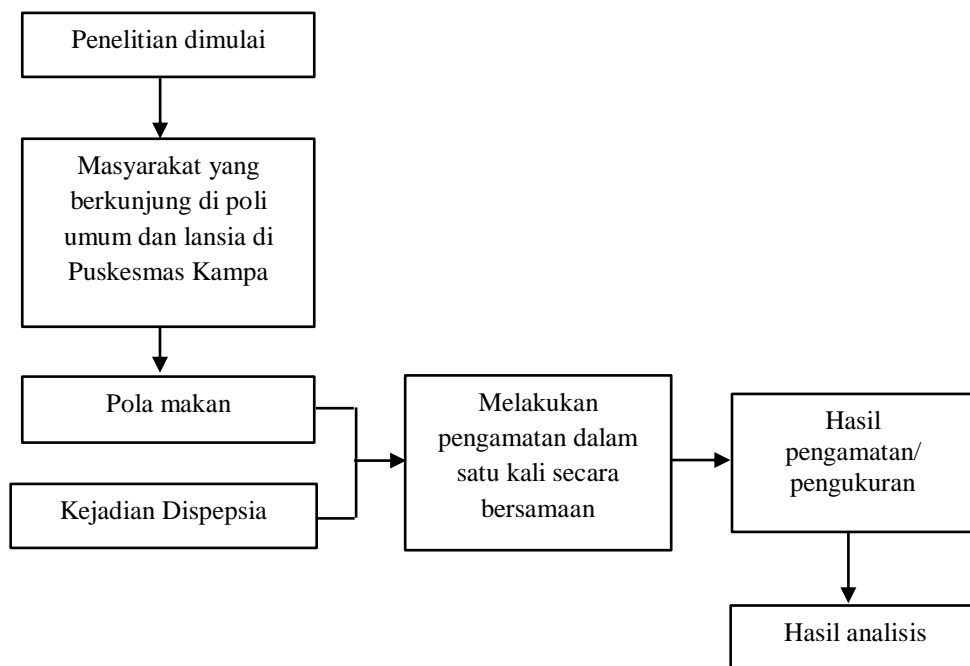 Penelitian dimulai
Masyarakat yang
berkunjung di poli
umum dan lansia di
Puskesmas Kampa
Pola makan
Kejadian Dispepsia
Melakukan
pengamatan dalam
satu kali secara
bersamaan
Hasil
pengamatan/
pengukuran
Hasil analisis